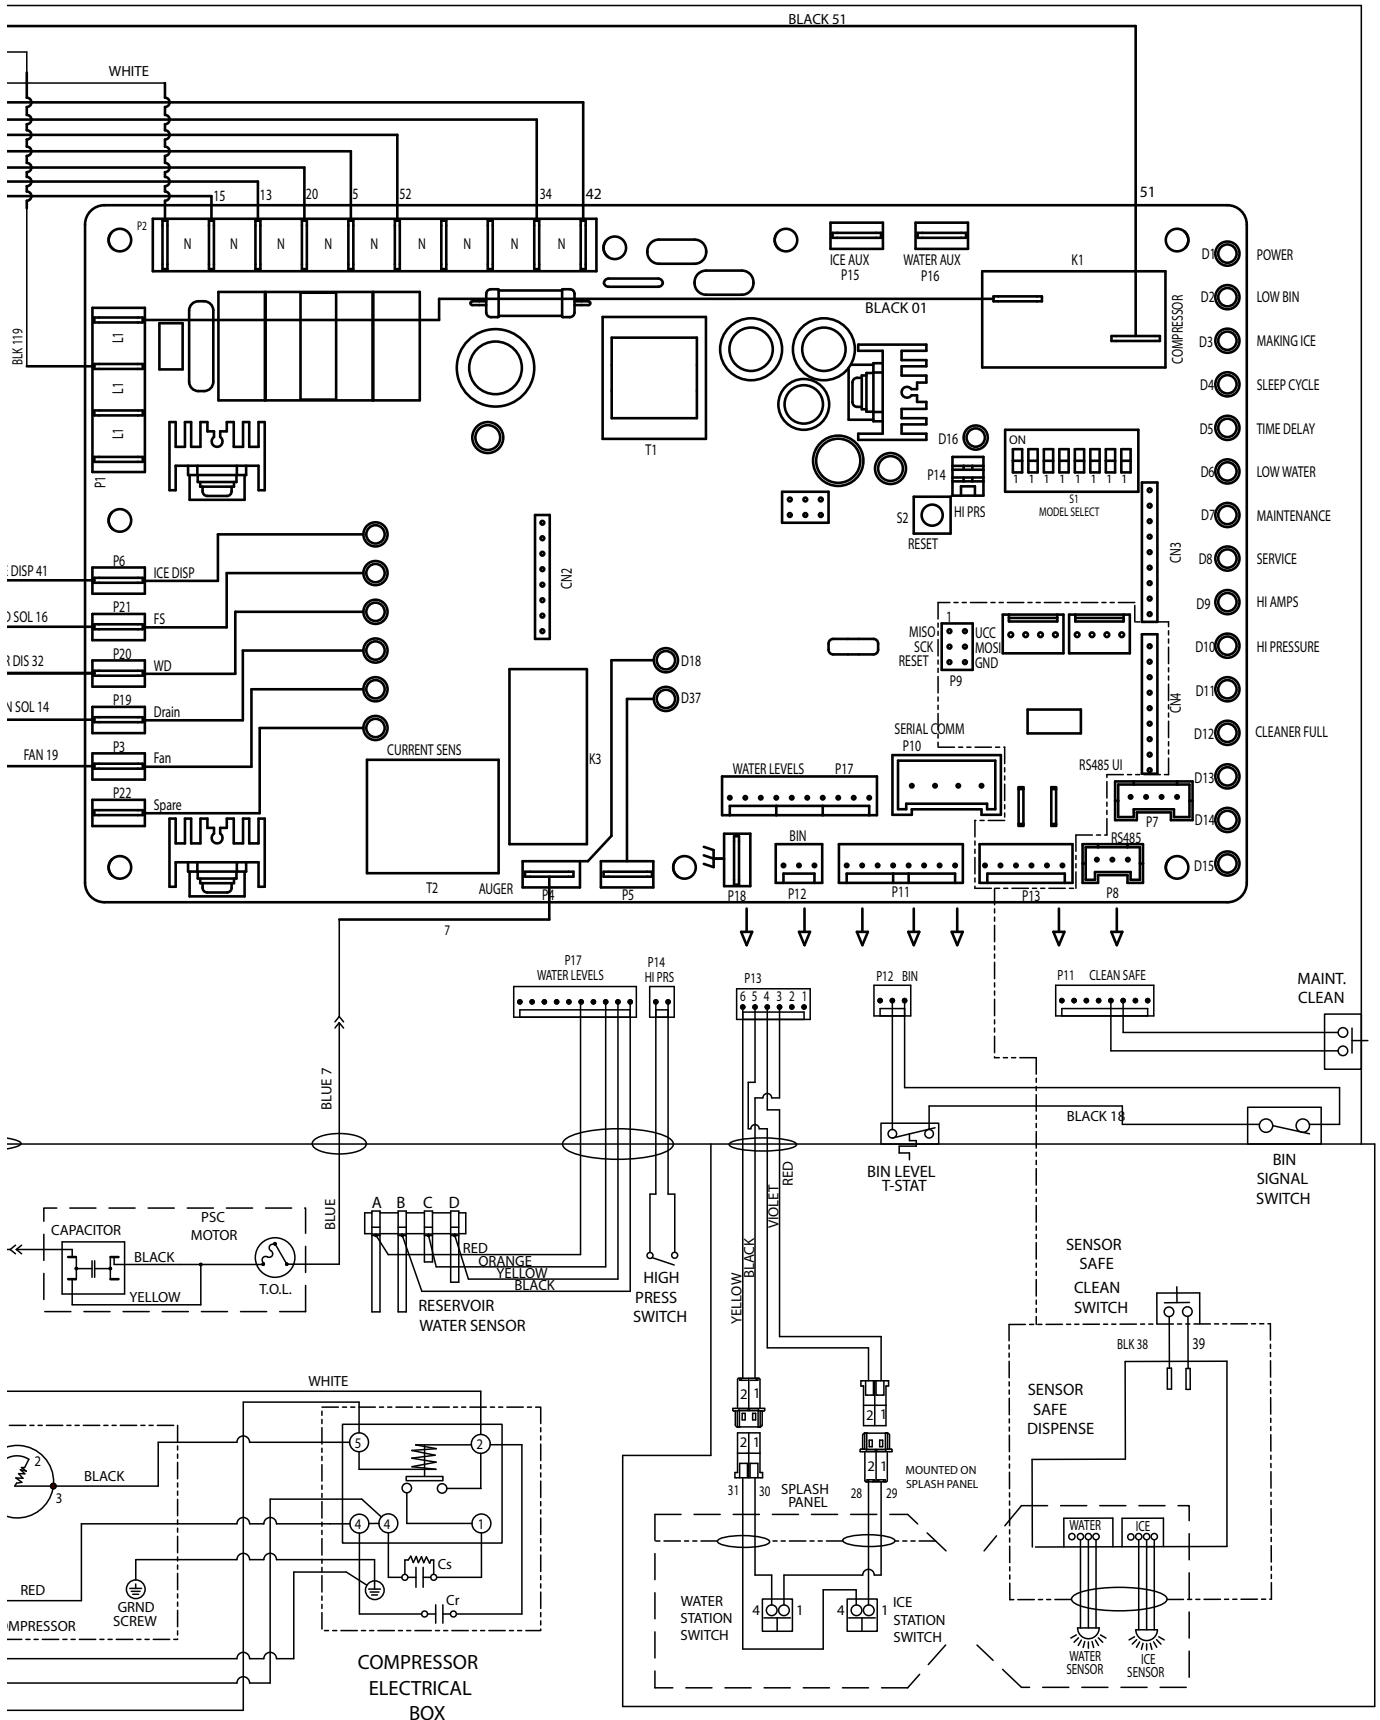 BLACK 51
WHITE
15 13 20 5 52 34 42 51
P2
N N N N N N N N N
ICE AUX
P15
WATER AUX
P16
K1
COMPRESSOR
BLACK 01
BLK 119
L1
L1
L1
P1
T1
D1 POWER
D2 LOW BIN
D3 MAKING ICE
D4 SLEEP CYCLE
D5 TIME DELAY
D6 LOW WATER
D7 MAINTENANCE
D8 SERVICE
D9 HI AMPS
D10 HI PRESSURE
D11
D12 CLEANER FULL
D13
D14
D15
D16
P14
HI PRS
S2
RESET
ON
1 1 1 1 1 1 1 1
S1
MODEL SELECT
CN3
CN2
CN4
DISP 41
P6
ICE DISP
SOL 16
P21
FS
DIS 32
P20
WD
SOL 14
P19
Drain
FAN 19
P3
Fan
P22
Spare
D18
D37
1
MISO UCC
SCK MOSI
RESET GND
P9
CURRENT SENS
K3
T2
SERIAL COMM
P10
WATER LEVELS P17
RS485 UI
P7
BIN
RS485
AUGER
P4
P5
P18
P12
P11
P13
P8
7
P17
WATER LEVELS
P14
HI PRS
P13
6 5 4 3 2 1
P12 BIN
P11 CLEAN SAFE
MAINT.
CLEAN
BLUE 7
BLACK 18
BIN LEVEL
T-STAT
BIN
SIGNAL
SWITCH
BLUE
CAPACITOR
PSC
MOTOR
BLACK
YELLOW
T.O.L.
A B C D
RED
ORANGE
YELLOW
BLACK
RESERVOIR
WATER SENSOR
HIGH
PRESS
SWITCH
YELLOW
BLACK
VIOLET
RED
SENSOR
SAFE
CLEAN
SWITCH
BLK 38
39
SENSOR
SAFE
DISPENSE
2 1
2 1
2 1
2 1
MOUNTED ON
SPLASH PANEL
31 30
SPLASH
PANEL
28 29
WATER
STATION
SWITCH
4 1
4 1
ICE
STATION
SWITCH
WATER
ICE
WATER
SENSOR
ICE
SENSOR
WHITE
2
BLACK
3
5 2
4 4 1
Cs
Cr
RED
GRND
SCREW
MPRESSOR
COMPRESSOR
ELECTRICAL
BOX